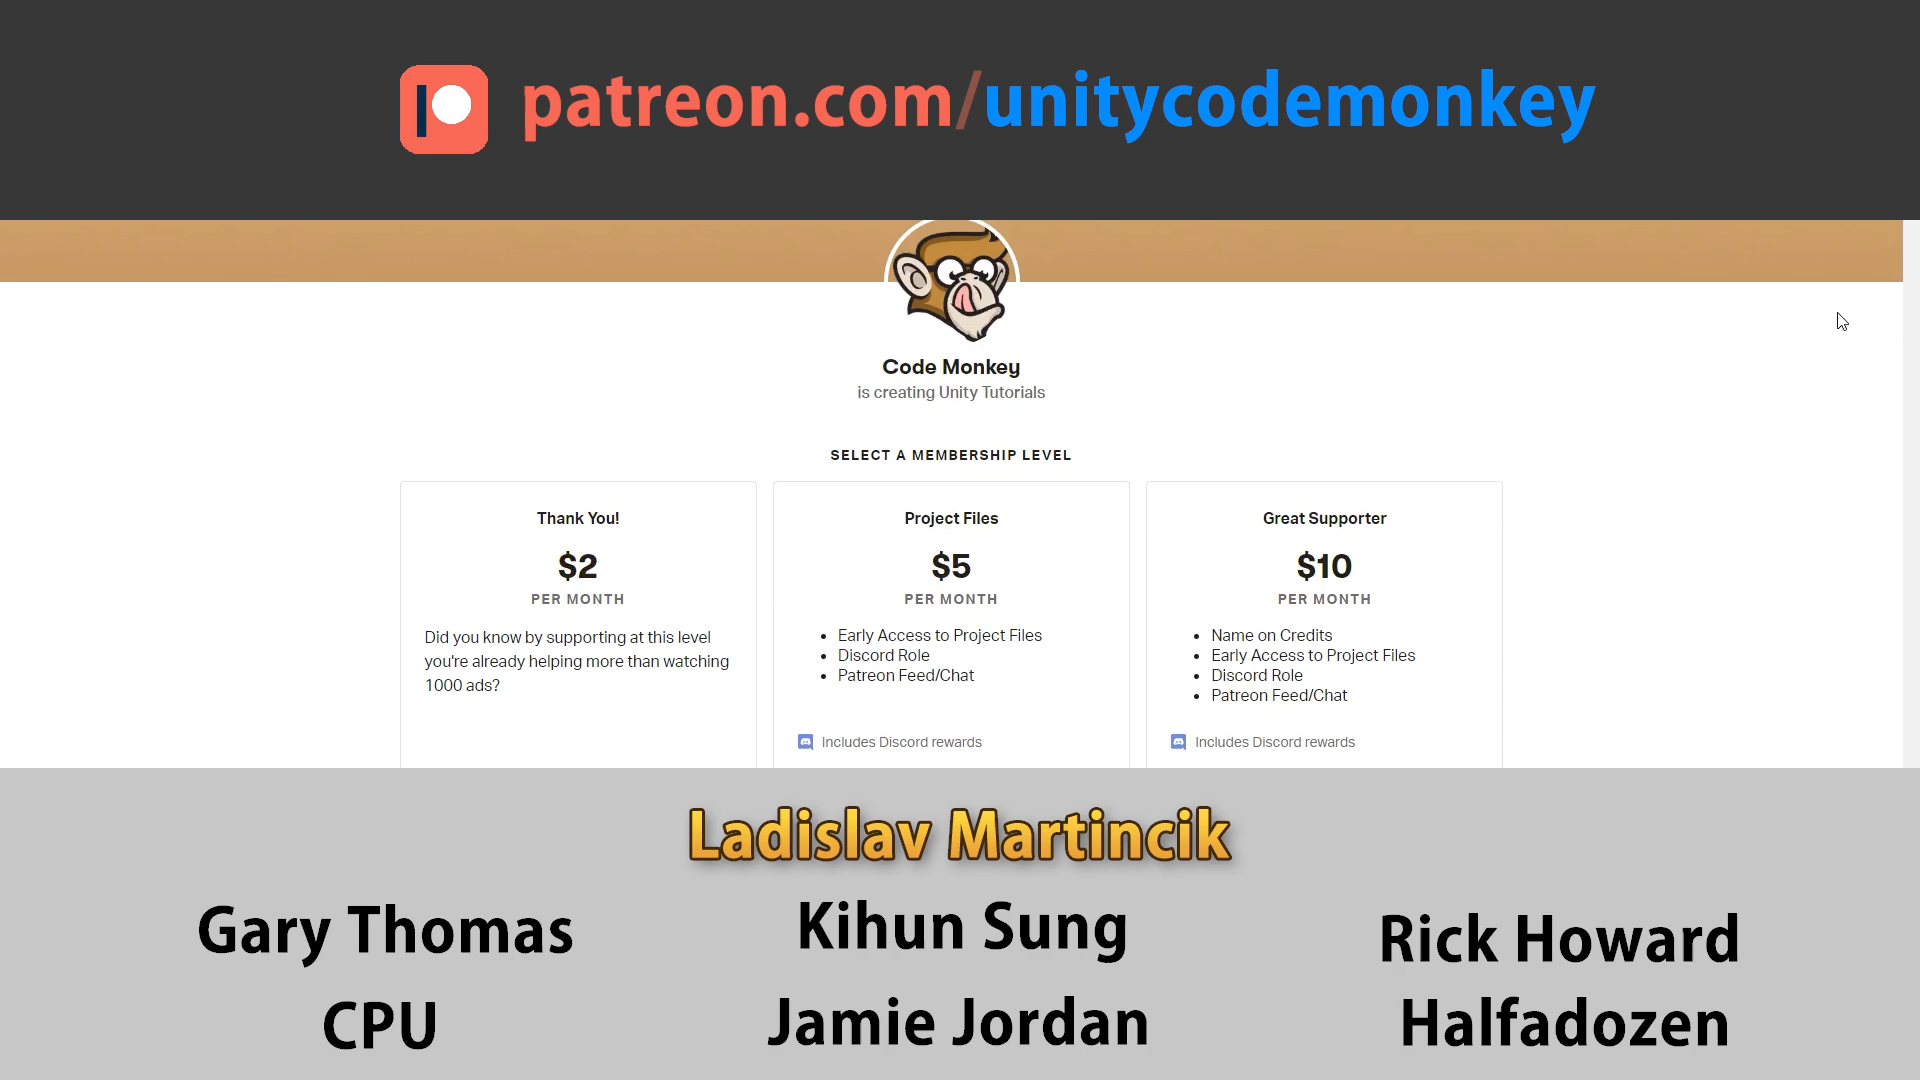 patreon.com/unitycodemonkey
Code Monkey
is creating Unity Tutorials
SELECT A MEMBERSHIP LEVEL
Thank You!
$2
PER MONTH
Did you know by supporting at this level
you're already helping more than watching
1000 ads?
Project Files
$5
PER MONTH
• Early Access to Project Files
• Discord Role
• Patreon Feed/Chat
Includes Discord rewards
Great Supporter
$10
PER MONTH
• Name on Credits
• Early Access to Project Files
• Discord Role
• Patreon Feed/Chat
Includes Discord rewards
Ladislav Martincik
Gary Thomas
Kihun Sung
Rick Howard
CPU
Jamie Jordan
Halfadozen